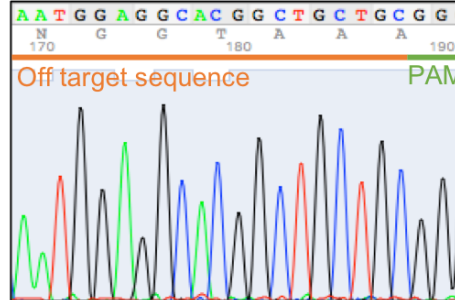 AATGGAGGCACGGCTGCTGCGG
N G G T A A A
170 180 190
Off target sequence PAM